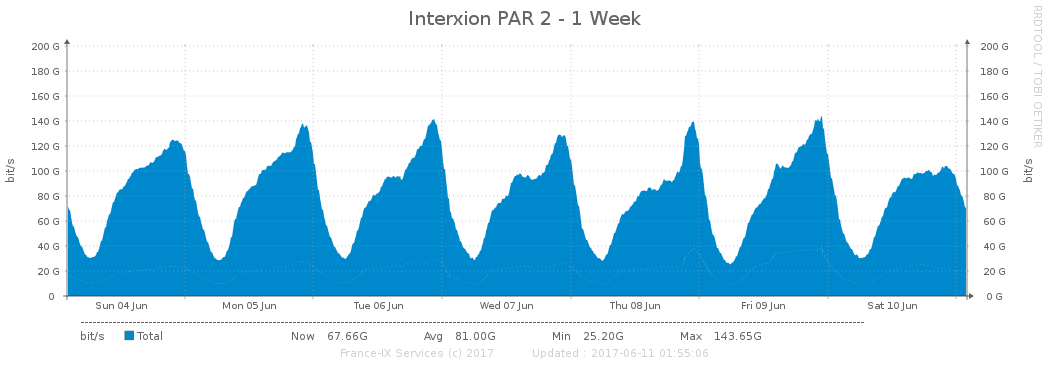 Interxion PAR 2 - 1 Week
RRDTOOL / TOBI OETIKER
200 G 200 G
180 G 180 G
160 G 160 G
140 G 140 G
120 G 120 G
100 G 100 G
80 G 80 G
60 G 60 G
40 G 40 G
20 G 20 G
0 0 G
bit/s bit/s
Sun 04 Jun Mon 05 Jun Tue 06 Jun Wed 07 Jun Thu 08 Jun Fri 09 Jun Sat 10 Jun
bit/s Total Now 67.66G Avg 81.00G Min 25.20G Max 143.65G
France-IX Services (c) 2017 Updated : 2017-06-11 01:55:06